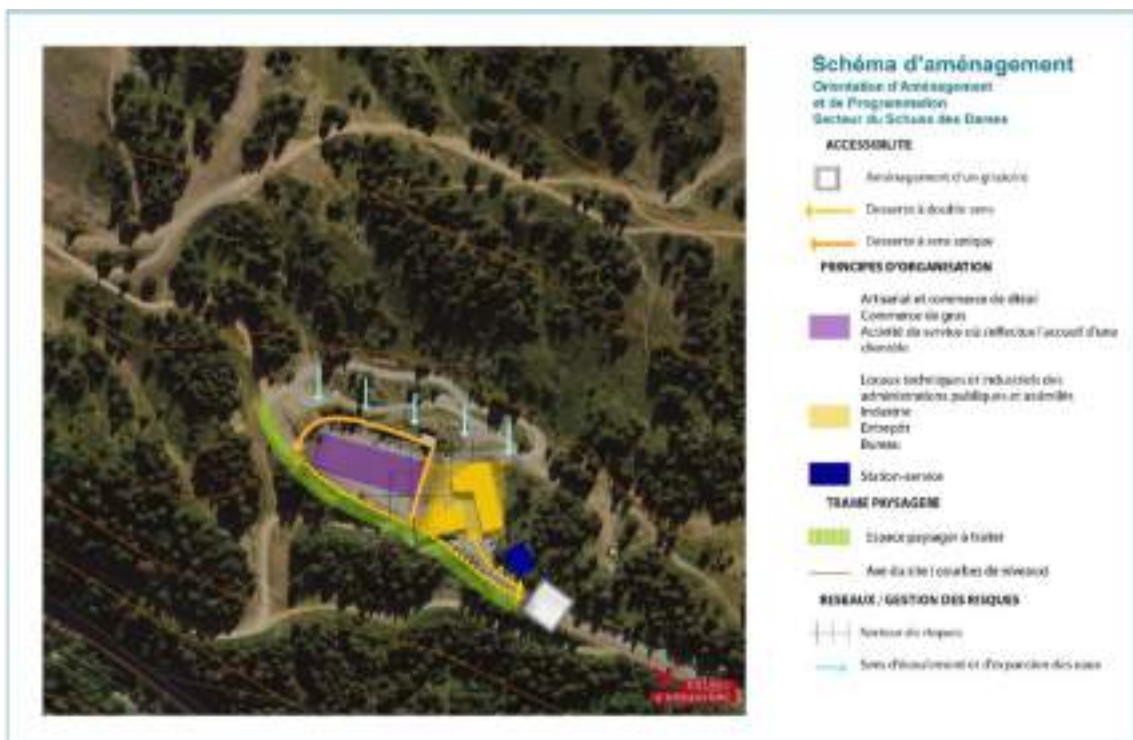 Schéma d'aménagement
Orientation d'Aménagement
et de Programmation
Secteur du Schuss des Dames
ACCESSIBILITE
Aménagement d'un giratoire
Desserte à double sens
Desserte à sens unique
PRINCIPES D'ORGANISATION
Artisanat et commerce de détail
Commerce de gros
Activité de service où s'effectue l'accueil d'une
clientèle
Locaux techniques et industriels des
administrations publiques et assimilés
Industrie
Entrepôt
Bureau
Station-service
TRAME PAYSAGERE
Espace paysager à traiter
Axe du site (courbes de niveaux)
RESEAUX / GESTION DES RISQUES
Secteur de risques
Sens d'écoulement et d'expansion des eaux